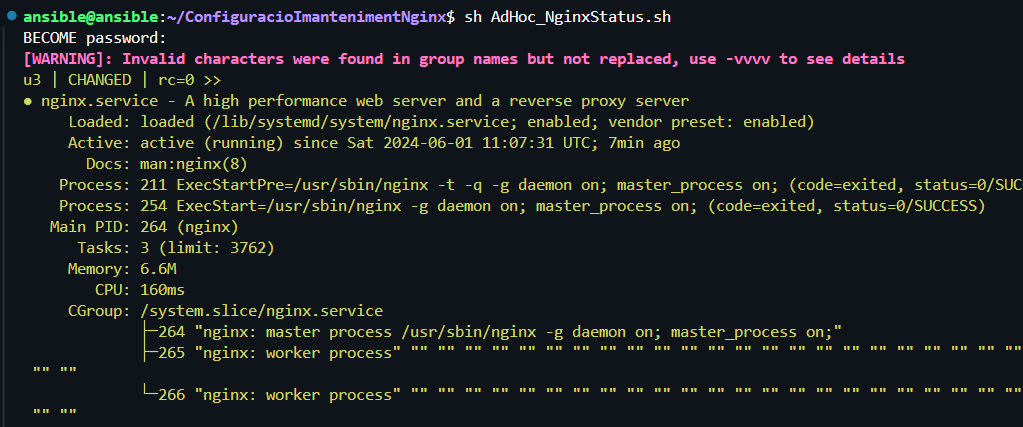 ansible@ansible:~/ConfiguracioImantenimentNginx$ sh AdHoc_NginxStatus.sh
BECOME password:
[WARNING]: Invalid characters were found in group names but not replaced, use -vvvv to see details
u3 | CHANGED | rc=0 >>
● nginx.service - A high performance web server and a reverse proxy server
Loaded: loaded (/lib/systemd/system/nginx.service; enabled; vendor preset: enabled)
Active: active (running) since Sat 2024-06-01 11:07:31 UTC; 7min ago
Docs: man:nginx(8)
Process: 211 ExecStartPre=/usr/sbin/nginx -t -q -g daemon on; master_process on; (code=exited, status=0/SUC
Process: 254 ExecStart=/usr/sbin/nginx -g daemon on; master_process on; (code=exited, status=0/SUCCESS)
Main PID: 264 (nginx)
Tasks: 3 (limit: 3762)
Memory: 6.6M
CPU: 160ms
CGroup: /system.slice/nginx.service
├─264 "nginx: master process /usr/sbin/nginx -g daemon on; master_process on;"
├─265 "nginx: worker process" "" "" "" "" "" "" "" "" "" "" "" "" "" "" "" "" "" "" "" "" "" "" ""
"" ""
└─266 "nginx: worker process" "" "" "" "" "" "" "" "" "" "" "" "" "" "" "" "" "" "" "" "" "" "" ""
"" ""